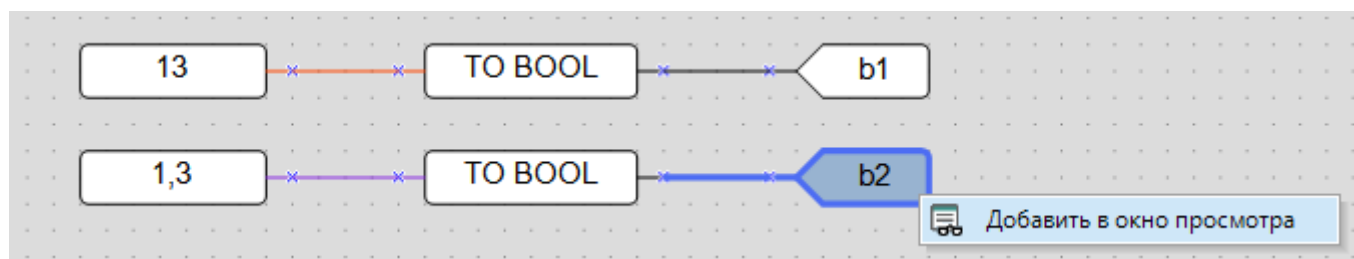 13 TO BOOL b1
1,3 TO BOOL b2
Добавить в окно просмотра